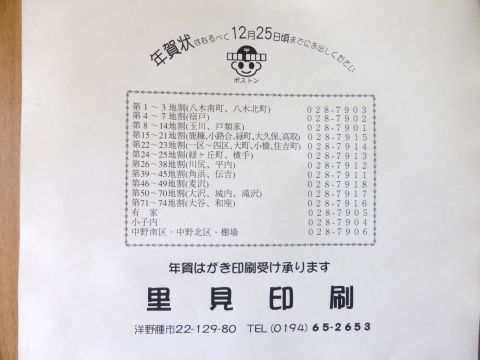 年賀状はなるべく12月25日頃までにお出しください
ポストン
第1～3地割(八木南町、八木北町) 028-7903
第4～7地割(宿戸) 028-7902
第8～14地割(玉川、戸類家) 028-7901
第15～21地割(鹿糠,小路合,緑町,大久保,高取) 028-7915
第22～23地割(一区～四区,大町,小橋,住吉町) 028-7914
第24～25地割(緑ヶ丘町、横手) 028-7913
第26～38地割(川尻、平内) 028-7912
第39～45地割(角浜、伝吉) 028-7911
第46～49地割(麦沢) 028-7918
第50～70地割(大沢、城内、滝沢) 028-7917
第71～74地割(大谷、和座) 028-7916
有家 028-7905
小子内 028-7904
中野南区・中野北区・棚場 028-7906
年賀はがき印刷受け承ります
里見印刷
洋野種市22-129-80 TEL(0194)65-2653